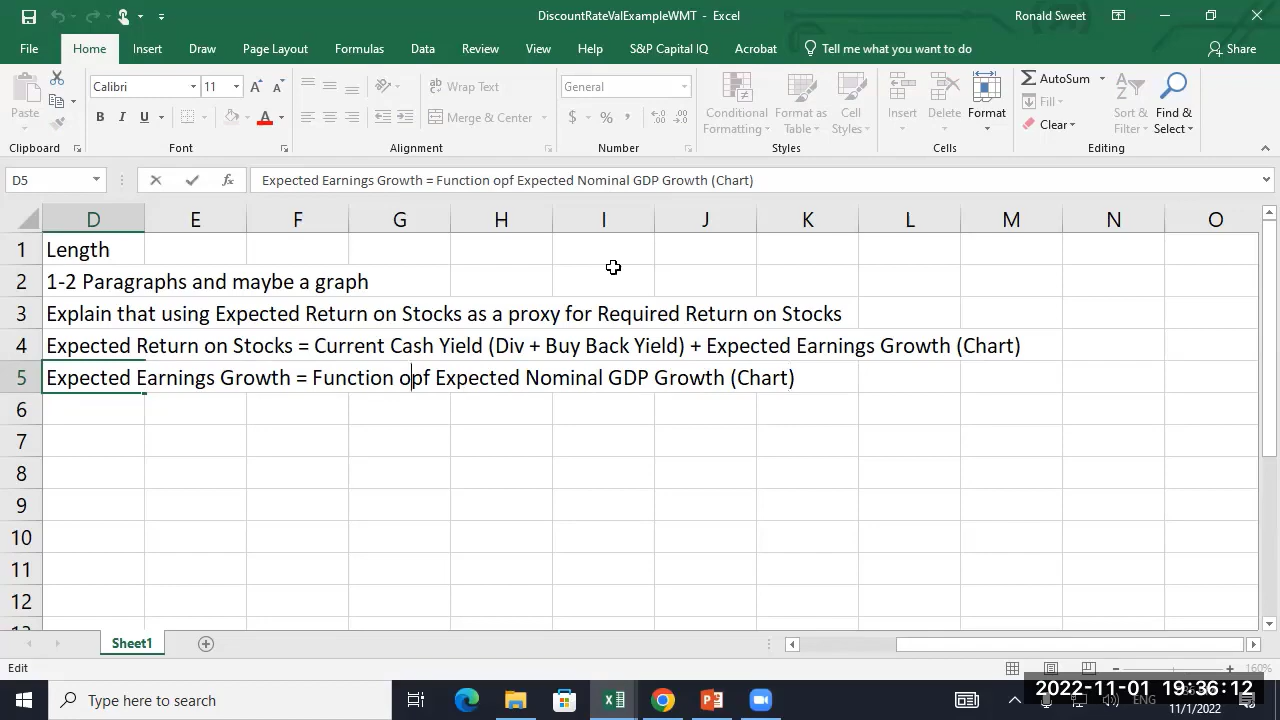 DiscountRateValExampleWMT - Excel
Ronald Sweet
File Home Insert Draw Page Layout Formulas Data Review View Help S&P Capital IQ Acrobat Tell me what you want to do Share
Paste
Clipboard
Calibri 11
B I U A
Font
Wrap Text
Merge & Center
Alignment
General
$ % ,
Number
Conditional Formatting
Format as Table
Cell Styles
Styles
Insert
Delete
Format
Cells
AutoSum
Fill
Clear
Sort & Filter
Find & Select
Editing
D5 fx Expected Earnings Growth = Function opf Expected Nominal GDP Growth (Chart)
D E F G H I J K L M N O
1 Length
2 1-2 Paragraphs and maybe a graph
3 Explain that using Expected Return on Stocks as a proxy for Required Return on Stocks
4 Expected Return on Stocks = Current Cash Yield (Div + Buy Back Yield) + Expected Earnings Growth (Chart)
5 Expected Earnings Growth = Function opf Expected Nominal GDP Growth (Chart)
6
7
8
9
10
11
12
13
Sheet1
Edit
160%
Type here to search
2022-11-01 19:36:12
ENG
11/1/2022